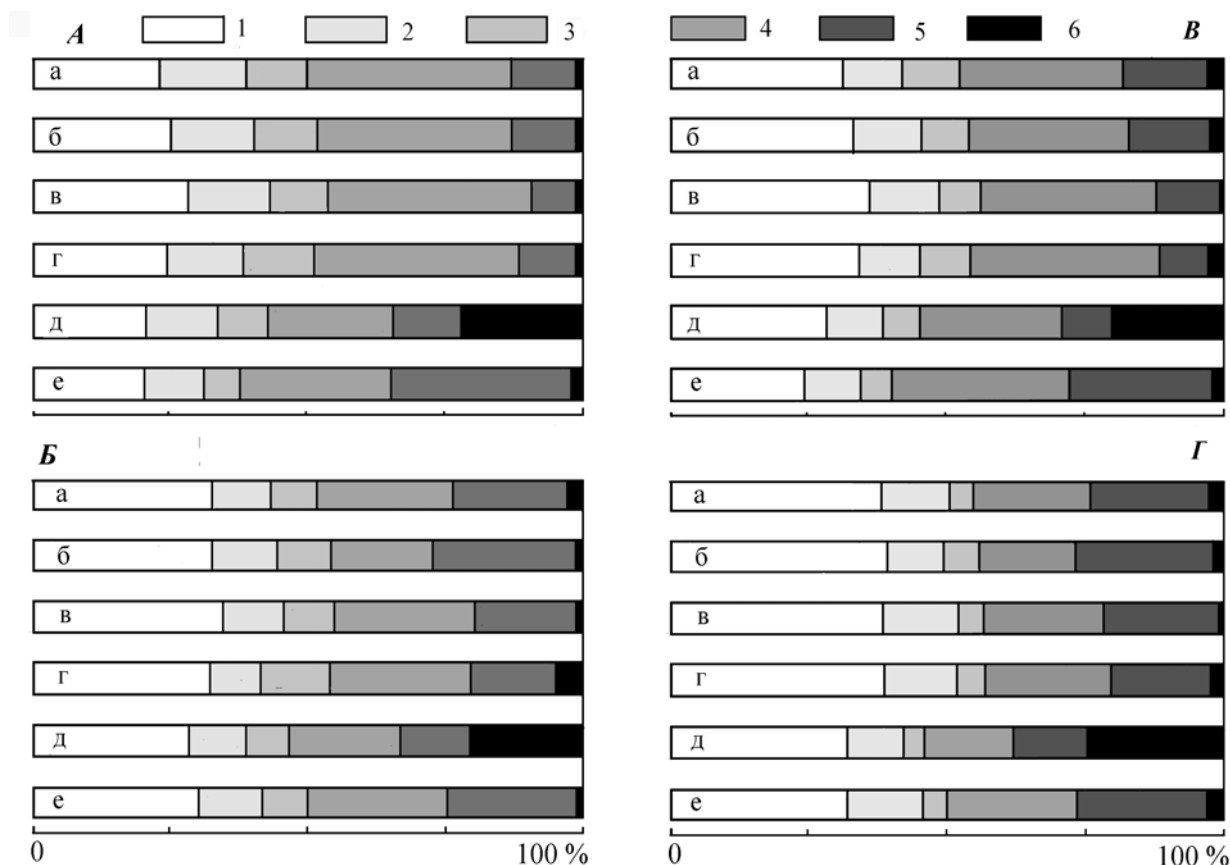 А 1 2 3 4 5 6 В
а а
б б
в в
г г
д д
е е
Б Г
а а
б б
в в
г г
д д
е е
0 100 % 0 100 %